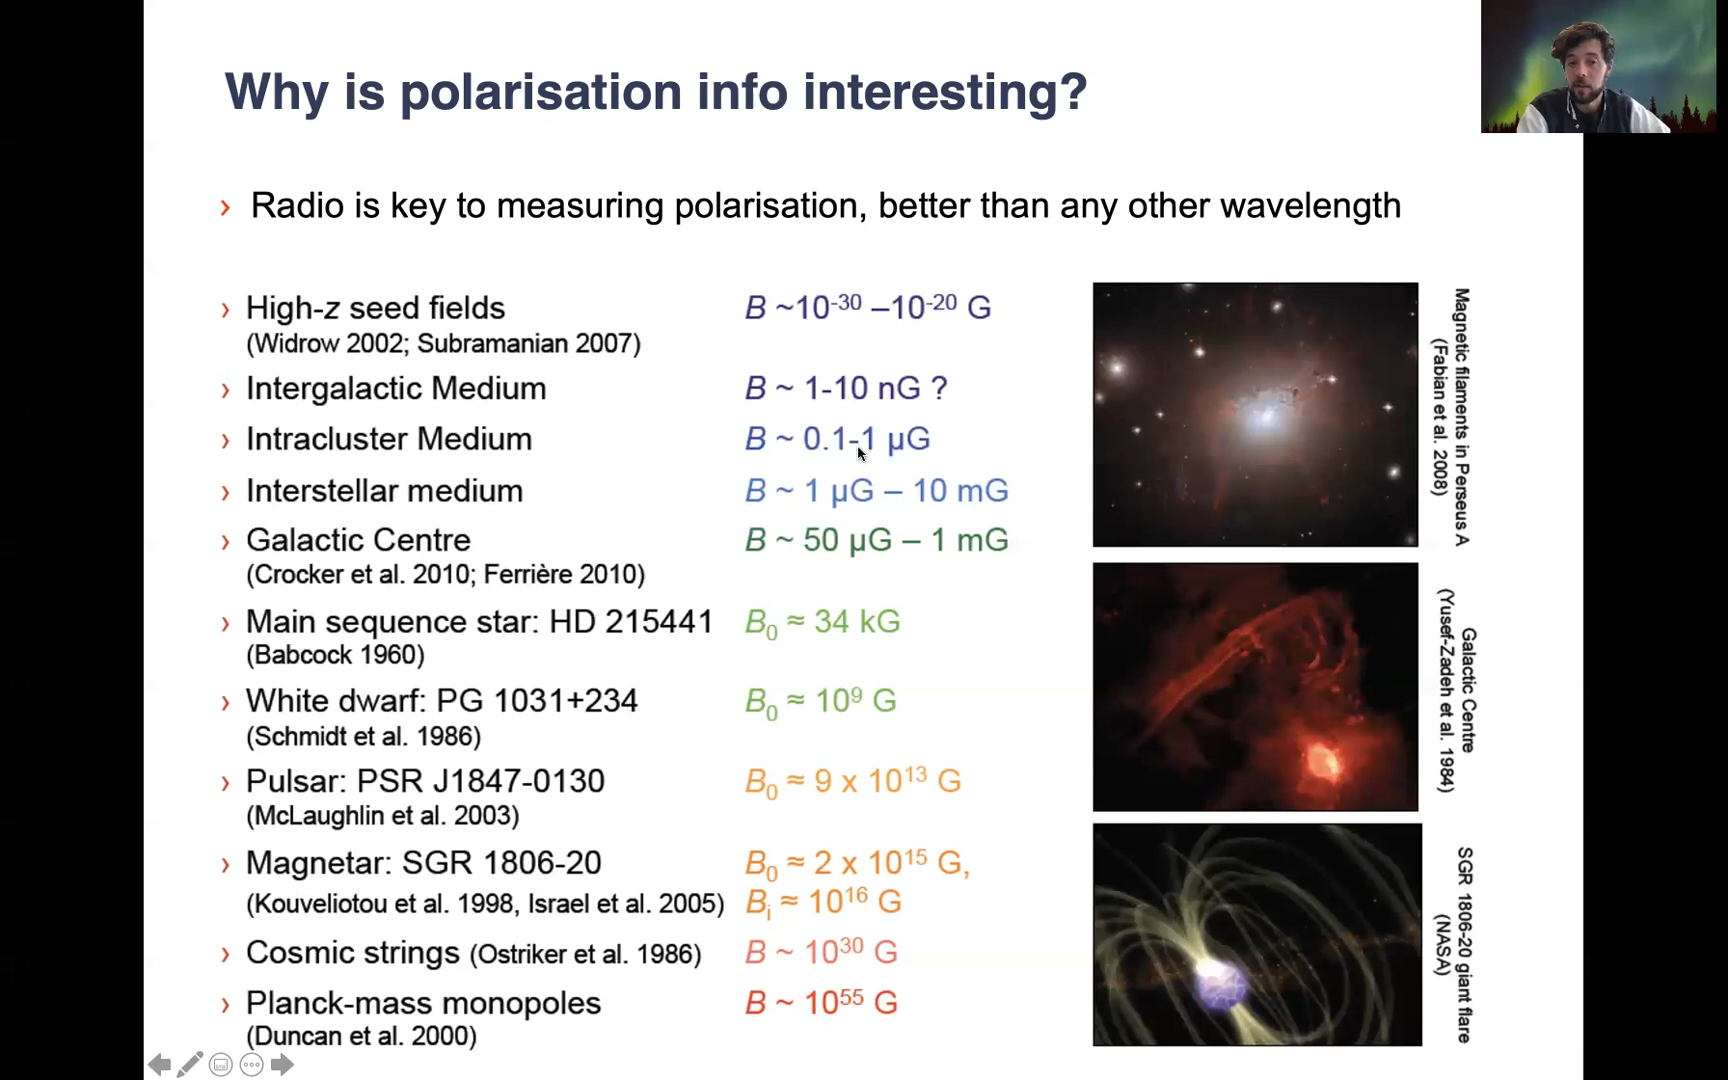 Why is polarisation info interesting?
› Radio is key to measuring polarisation, better than any other wavelength
› High-z seed fields B ~10⁻³⁰ –10⁻²⁰ G
(Widrow 2002; Subramanian 2007)
› Intergalactic Medium B ~ 1-10 nG ?
› Intracluster Medium B ~ 0.1-1 µG
› Interstellar medium B ~ 1 µG – 10 mG
› Galactic Centre B ~ 50 µG – 1 mG
(Crocker et al. 2010; Ferrière 2010)
› Main sequence star: HD 215441 B₀ ≈ 34 kG
(Babcock 1960)
› White dwarf: PG 1031+234 B₀ ≈ 10⁹ G
(Schmidt et al. 1986)
› Pulsar: PSR J1847-0130 B₀ ≈ 9 x 10¹³ G
(McLaughlin et al. 2003)
› Magnetar: SGR 1806-20 B₀ ≈ 2 x 10¹⁵ G,
(Kouveliotou et al. 1998, Israel et al. 2005) Bᵢ ≈ 10¹⁶ G
› Cosmic strings (Ostriker et al. 1986) B ~ 10³⁰ G
› Planck-mass monopoles B ~ 10⁵⁵ G
(Duncan et al. 2000)
Magnetic filaments in Perseus A
(Fabian et al. 2008)
Galactic Centre
(Yusef-Zadeh et al. 1984)
SGR 1806-20 giant flare
(NASA)